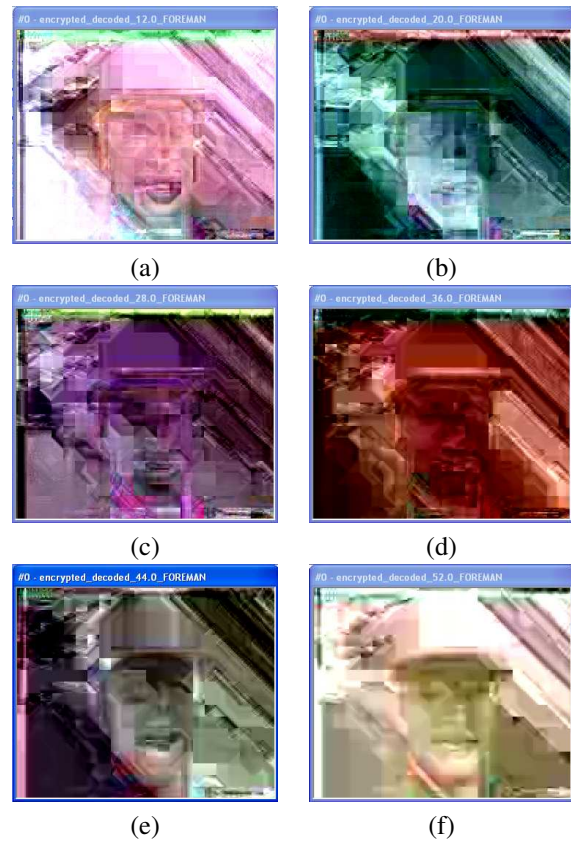 //0 - encrypted_decoded_12.0_FOREMAN
//0 - encrypted_decoded_20.0_FOREMAN
(a)
(b)
//0 - encrypted_decoded_28.0_FOREMAN
//0 - encrypted_decoded_36.0_FOREMAN
(c)
(d)
//0 - encrypted_decoded_44.0_FOREMAN
//0 - encrypted_decoded_52.0_FOREMAN
(e)
(f)